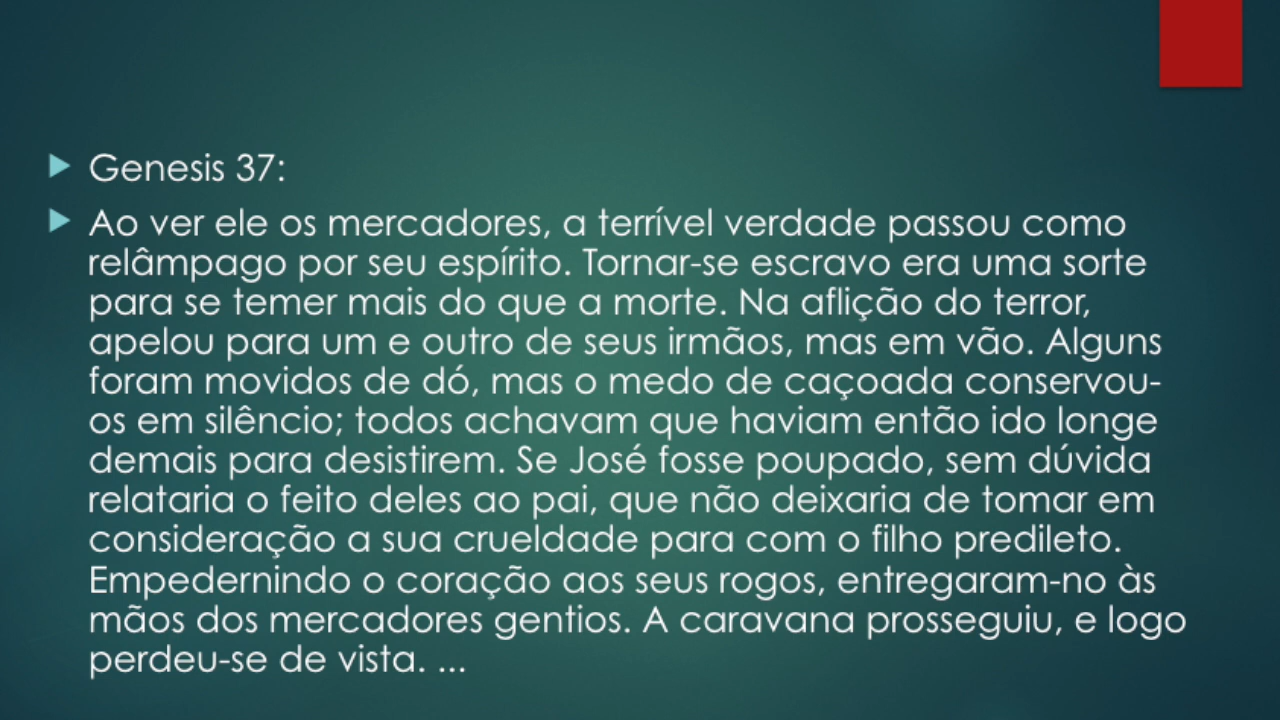 Genesis 37:
Ao ver ele os mercadores, a terrível verdade passou como
relâmpago por seu espírito. Tornar-se escravo era uma sorte
para se temer mais do que a morte. Na aflição do terror,
apelou para um e outro de seus irmãos, mas em vão. Alguns
foram movidos de dó, mas o medo de caçoada conservou-
os em silêncio; todos achavam que haviam então ido longe
demais para desistirem. Se José fosse poupado, sem dúvida
relataria o feito deles ao pai, que não deixaria de tomar em
consideração a sua crueldade para com o filho predileto.
Empedernindo o coração aos seus rogos, entregaram-no às
mãos dos mercadores gentios. A caravana prosseguiu, e logo
perdeu-se de vista. ...